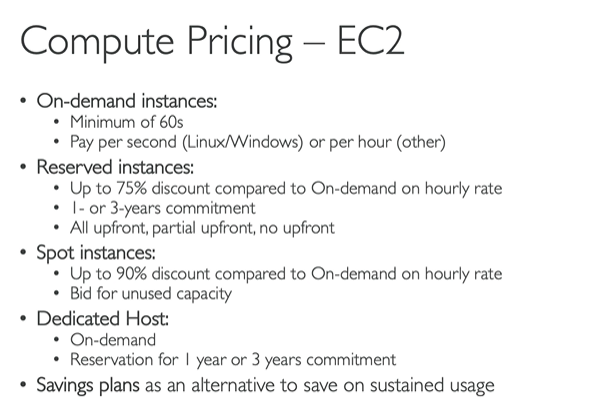 Compute Pricing – EC2
• On-demand instances:
• Minimum of 60s
• Pay per second (Linux/Windows) or per hour (other)
• Reserved instances:
• Up to 75% discount compared to On-demand on hourly rate
• 1- or 3-years commitment
• All upfront, partial upfront, no upfront
• Spot instances:
• Up to 90% discount compared to On-demand on hourly rate
• Bid for unused capacity
• Dedicated Host:
• On-demand
• Reservation for 1 year or 3 years commitment
• Savings plans as an alternative to save on sustained usage